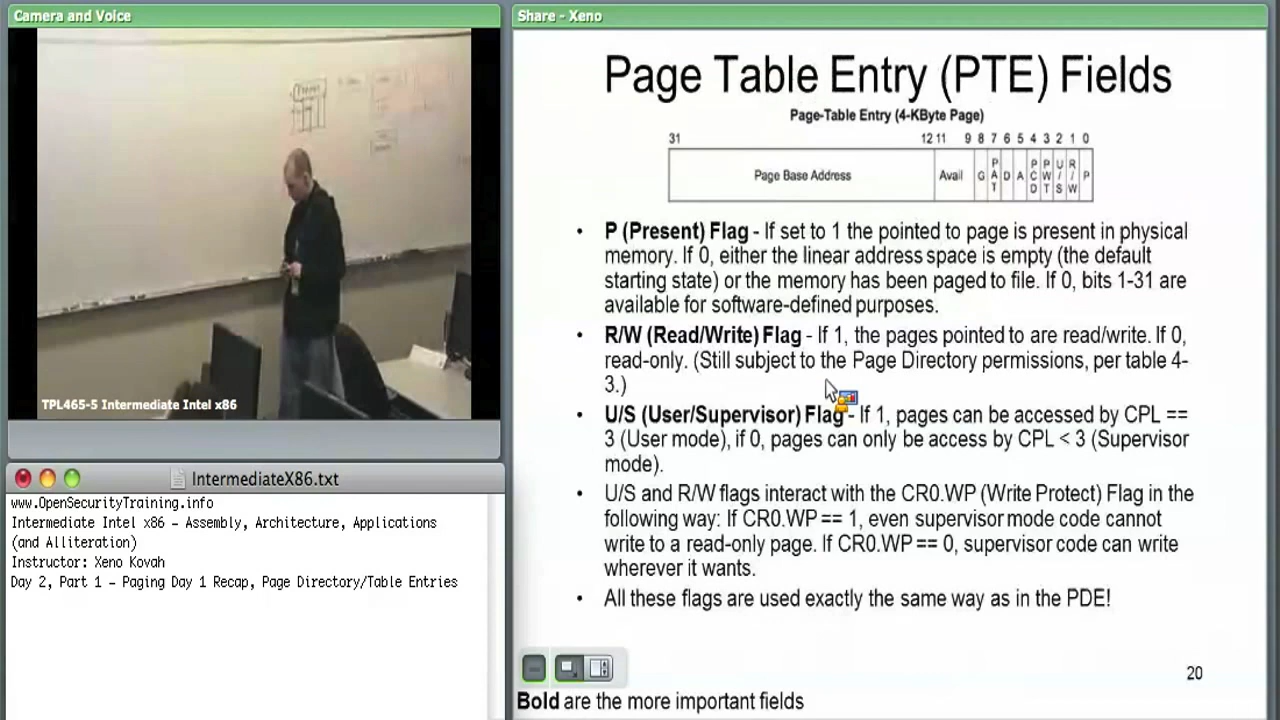 Camera and Voice
TPL465-5 Intermediate Intel x86
IntermediateX86.txt
www.OpenSecurityTraining.info
Intermediate Intel x86 – Assembly, Architecture, Applications
(and Alliteration)
Instructor: Xeno Kovah
Day 2, Part 1 – Paging Day 1 Recap, Page Directory/Table Entries
Share - Xeno
Page Table Entry (PTE) Fields
Page-Table Entry (4-KByte Page)
31 12 11 9 8 7 6 5 4 3 2 1 0
Page Base Address Avail G PAT D A PCD PWT U/S R/W P
• P (Present) Flag - If set to 1 the pointed to page is present in physical
memory. If 0, either the linear address space is empty (the default
starting state) or the memory has been paged to file. If 0, bits 1-31 are
available for software-defined purposes.
• R/W (Read/Write) Flag - If 1, the pages pointed to are read/write. If 0,
read-only. (Still subject to the Page Directory permissions, per table 4-
3.)
• U/S (User/Supervisor) Flag - If 1, pages can be accessed by CPL ==
3 (User mode), if 0, pages can only be access by CPL < 3 (Supervisor
mode).
• U/S and R/W flags interact with the CR0.WP (Write Protect) Flag in the
following way: If CR0.WP == 1, even supervisor mode code cannot
write to a read-only page. If CR0.WP == 0, supervisor code can write
wherever it wants.
• All these flags are used exactly the same way as in the PDE!
20
Bold are the more important fields